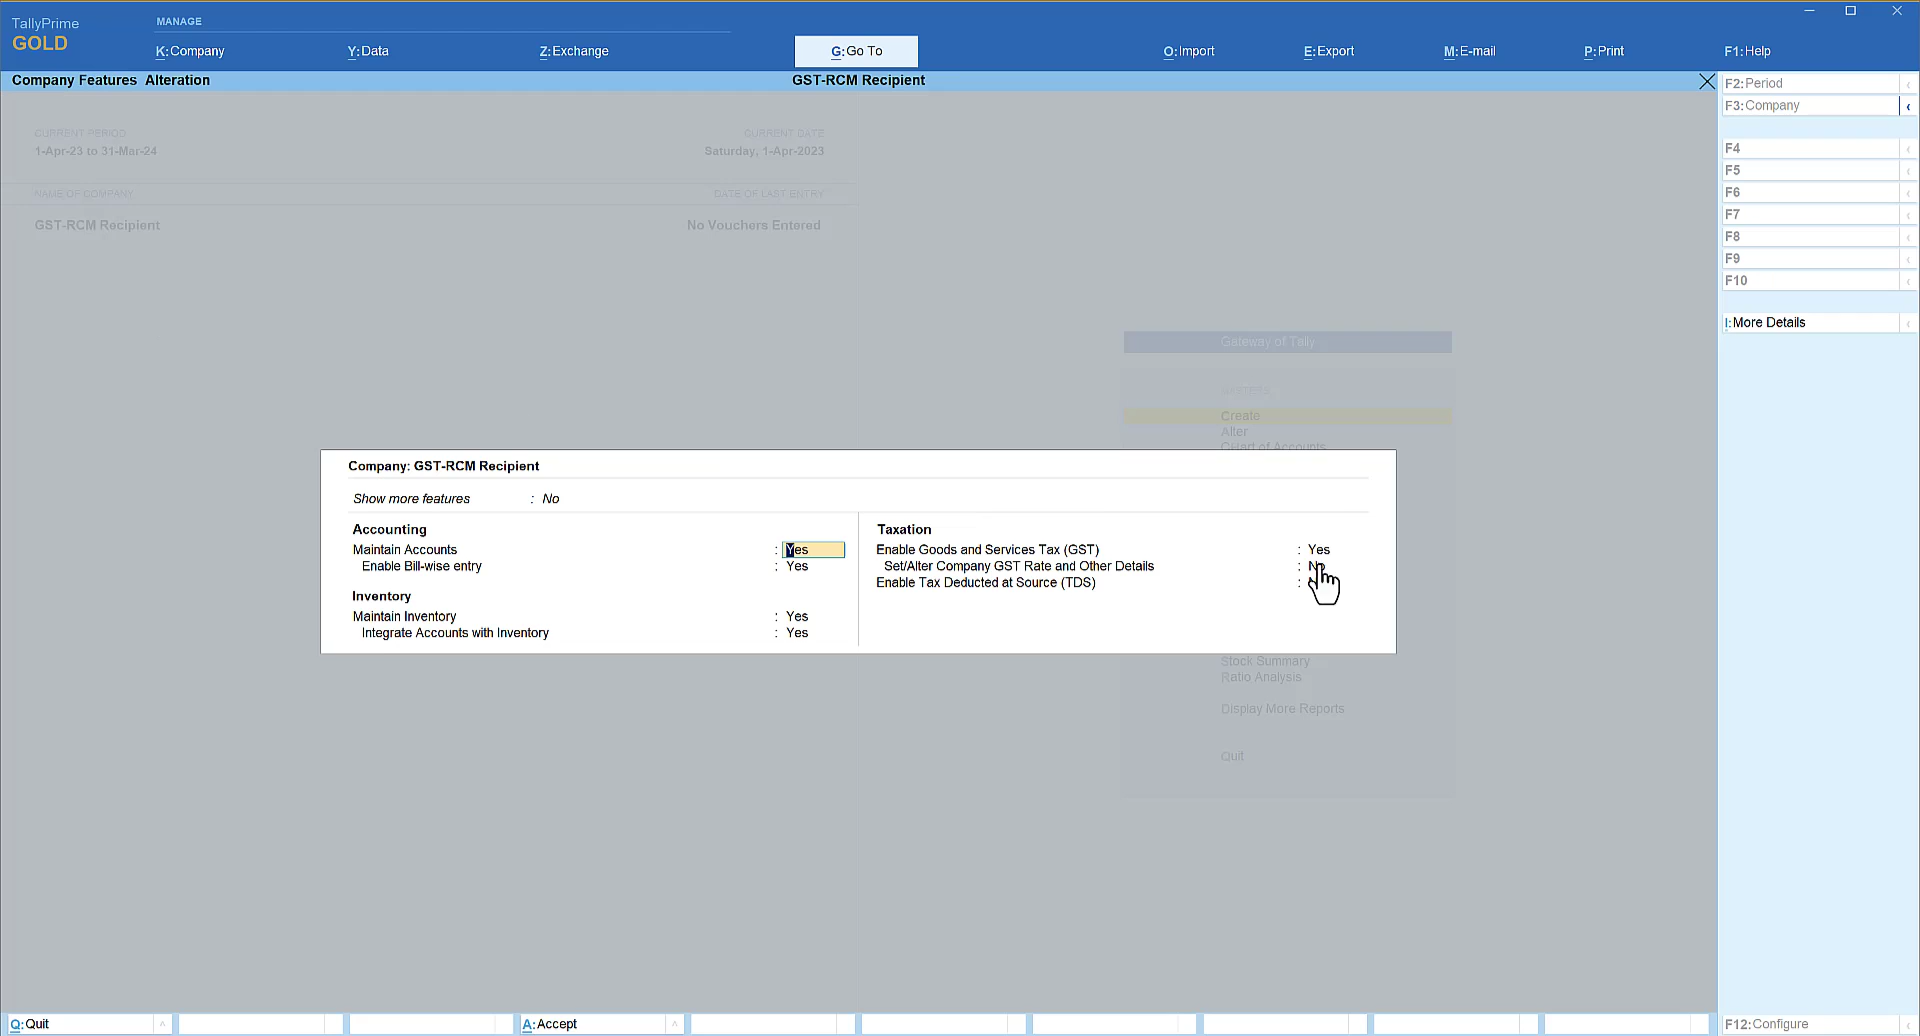 TallyPrime
GOLD
MANAGE
K:Company
Y:Data
Z:Exchange
G:Go To
O:Import
E:Export
M:E-mail
P:Print
F1:Help
Company Features Alteration
GST-RCM Recipient
F2:Period
F3:Company
F4
F5
F6
F7
F8
F9
F10
I:More Details
CURRENT PERIOD
1-Apr-23 to 31-Mar-24
CURRENT DATE
Saturday, 1-Apr-2023
NAME OF COMPANY
DATE OF LAST ENTRY
GST-RCM Recipient
No Vouchers Entered
Gateway of Tally
MASTERS
Create
Alter
CHart of Accounts
Company: GST-RCM Recipient
Show more features : No
Accounting
Maintain Accounts : Yes
Enable Bill-wise entry : Yes
Inventory
Maintain Inventory : Yes
Integrate Accounts with Inventory : Yes
Taxation
Enable Goods and Services Tax (GST) : Yes
Set/Alter Company GST Rate and Other Details : No
Enable Tax Deducted at Source (TDS) :
Stock Summary
Ratio Analysis
Display More Reports
Quit
Q:Quit
A:Accept
F12:Configure